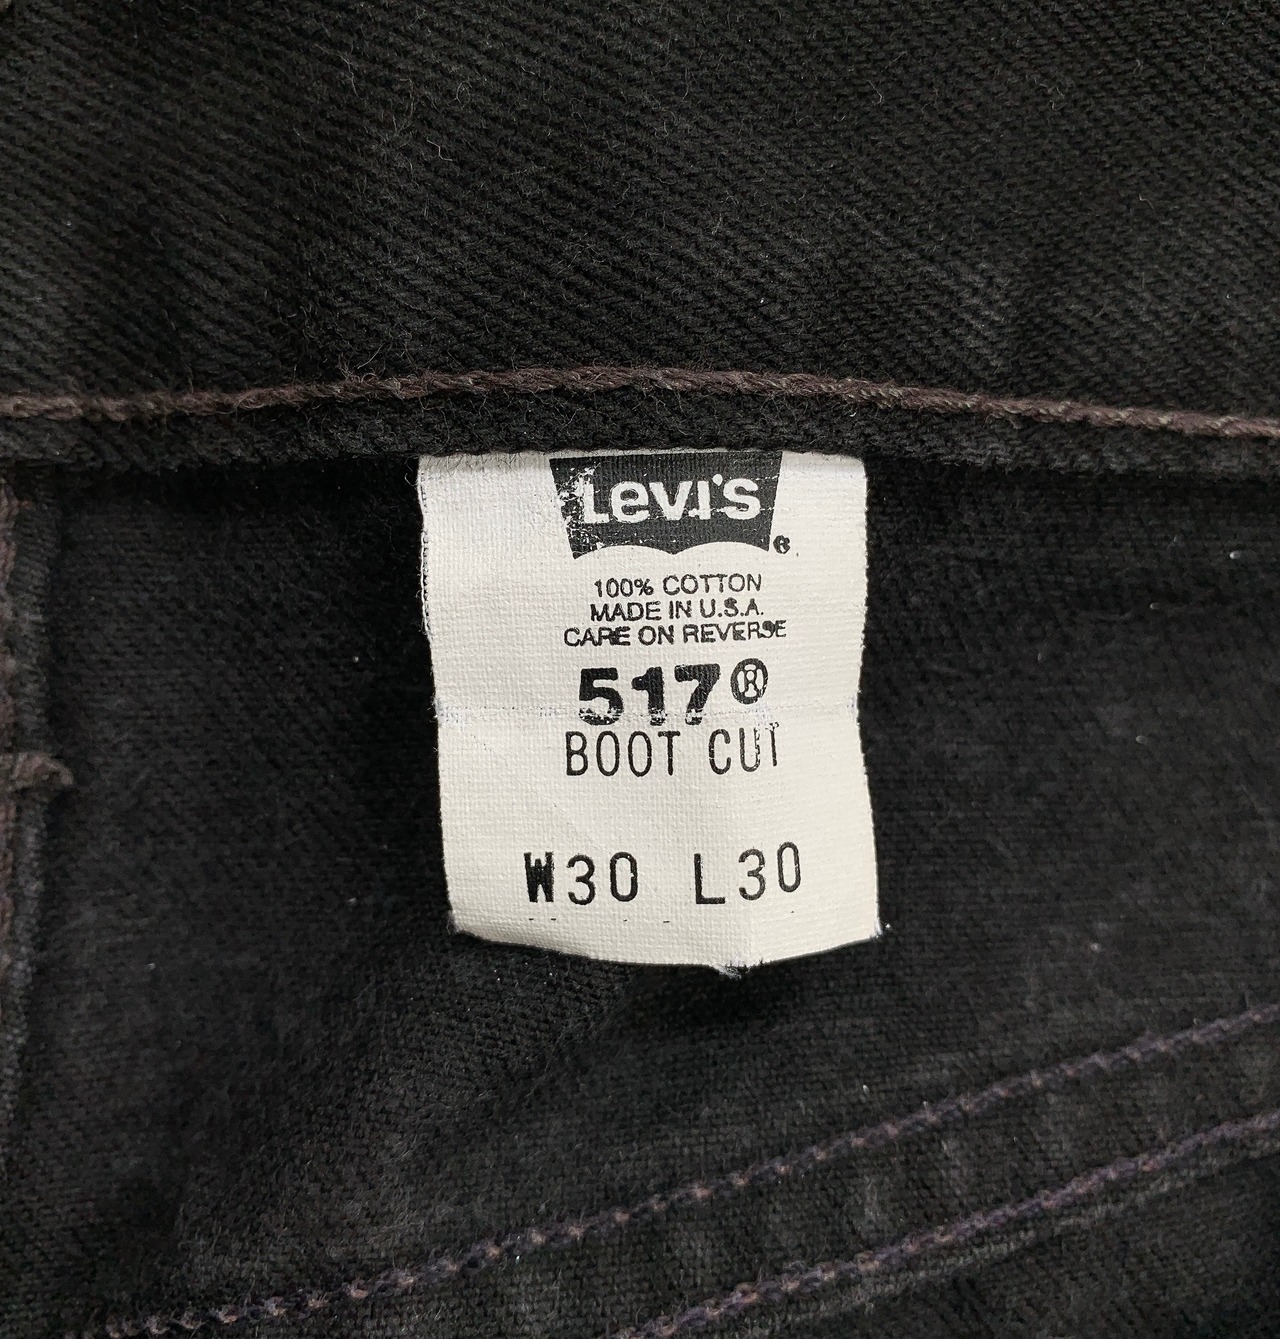 Levi's®
100% COTTON
MADE IN U.S.A.
CARE ON REVERSE
517®
BOOT CUT
W30 L30